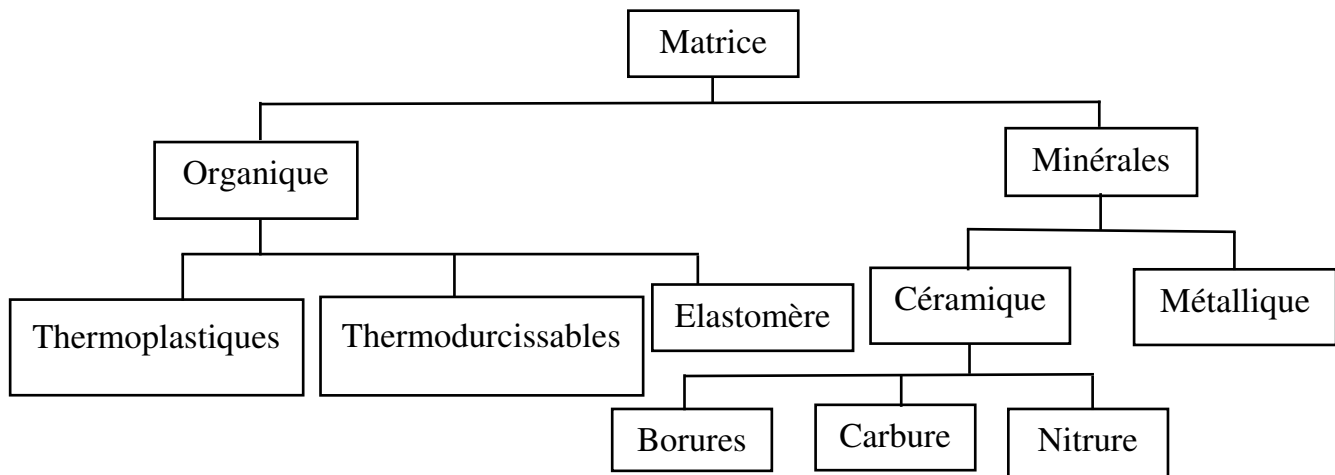 Matrice
Organique
Minérales
Thermoplastiques
Thermodurcissables
Elastomère
Céramique
Métallique
Borures
Carbure
Nitrure